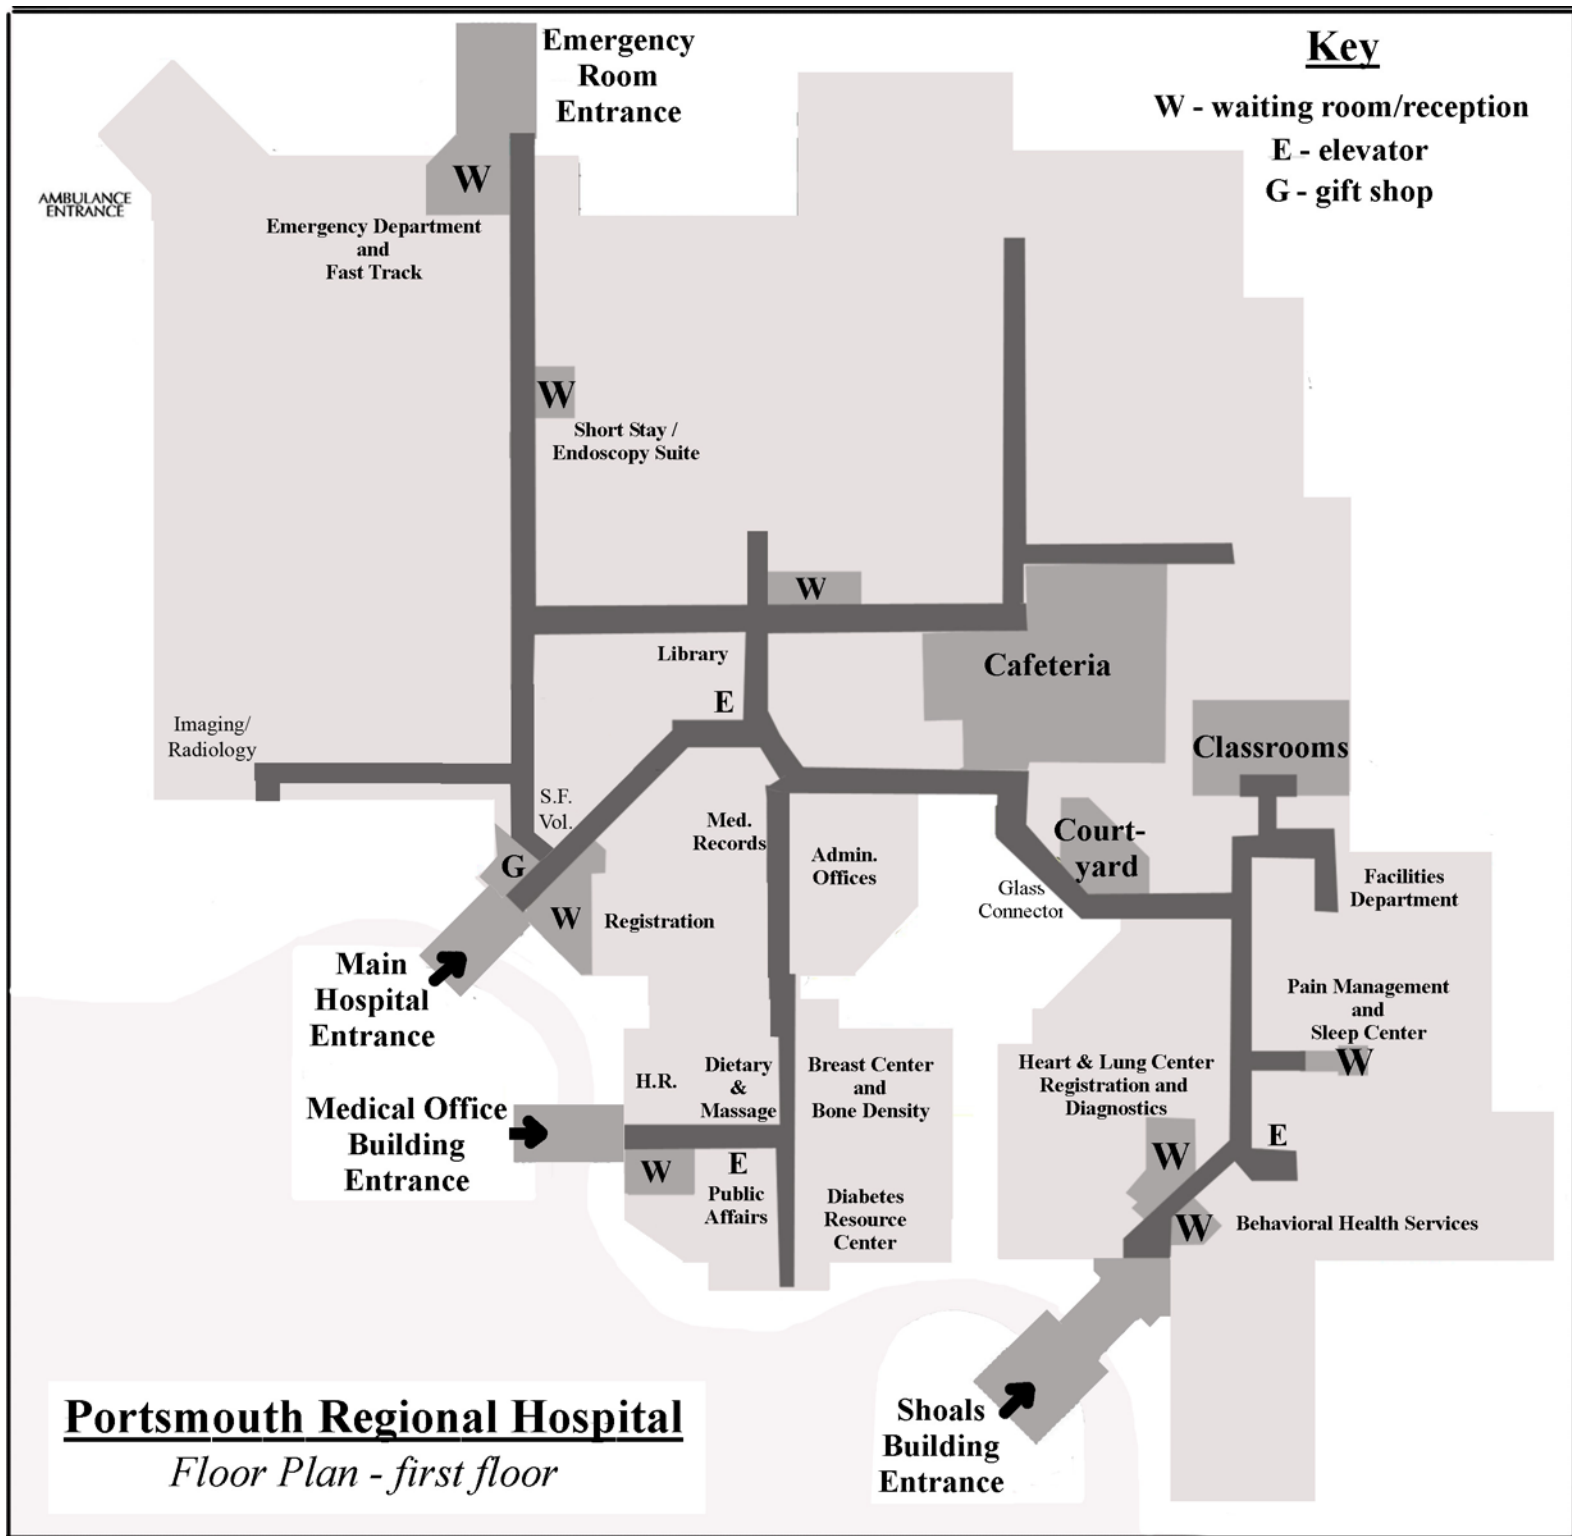 Emergency
Room
Entrance
Key
W - waiting room/reception
E - elevator
G - gift shop
AMBULANCE
ENTRANCE
W
Emergency Department
and
Fast Track
W
Short Stay /
Endoscopy Suite
W
Library
Cafeteria
E
Imaging/
Radiology
Classrooms
S.F.
Vol.
Med.
Records
Admin.
Offices
Court-
yard
G
Glass
Connector
Facilities
Department
W
Registration
Main
Hospital
Entrance
Pain Management
and
Sleep Center
W
H.R.
Dietary
&
Massage
Breast Center
and
Bone Density
Heart & Lung Center
Registration and
Diagnostics
Medical Office
Building
Entrance
W
E
Public
Affairs
Diabetes
Resource
Center
W
E
W
Behavioral Health Services
Shoals
Building
Entrance
Portsmouth Regional Hospital
Floor Plan - first floor